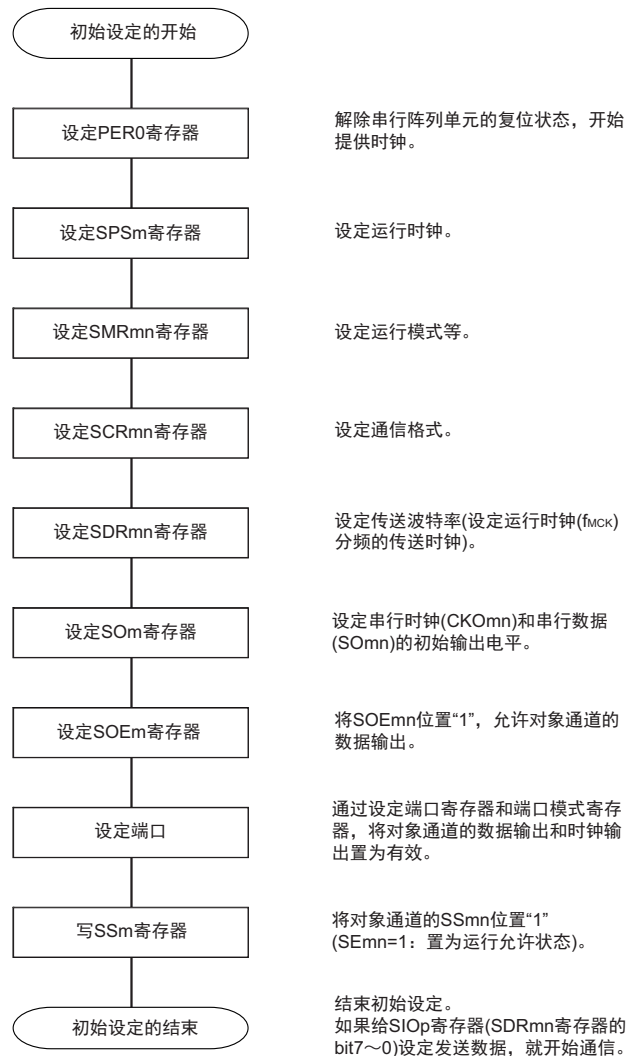 初始设定的开始
设定PER0寄存器
解除串行阵列单元的复位状态，开始
提供时钟。
设定SPSm寄存器
设定运行时钟。
设定SMRmn寄存器
设定运行模式等。
设定SCRmn寄存器
设定通信格式。
设定SDRmn寄存器
设定传送波特率(设定运行时钟(fMCK)
分频的传送时钟)。
设定SOm寄存器
设定串行时钟(CKOmn)和串行数据
(SOmn)的初始输出电平。
设定SOEm寄存器
将SOEmn位置“1”，允许对象通道的
数据输出。
设定端口
通过设定端口寄存器和端口模式寄存
器，将对象通道的数据输出和时钟输
出置为有效。
写SSm寄存器
将对象通道的SSmn位置“1”
(SEmn=1：置为运行允许状态)。
初始设定的结束
结束初始设定。
如果给SIOp寄存器(SDRmn寄存器的
bit7～0)设定发送数据，就开始通信。